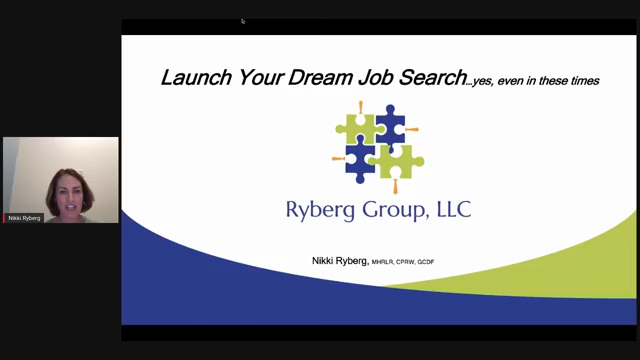 Launch Your Dream Job Search...yes, even in these times
Ryberg Group, LLC
Nikki Ryberg
Nikki Ryberg, MHRLR, CPRW, GCDF